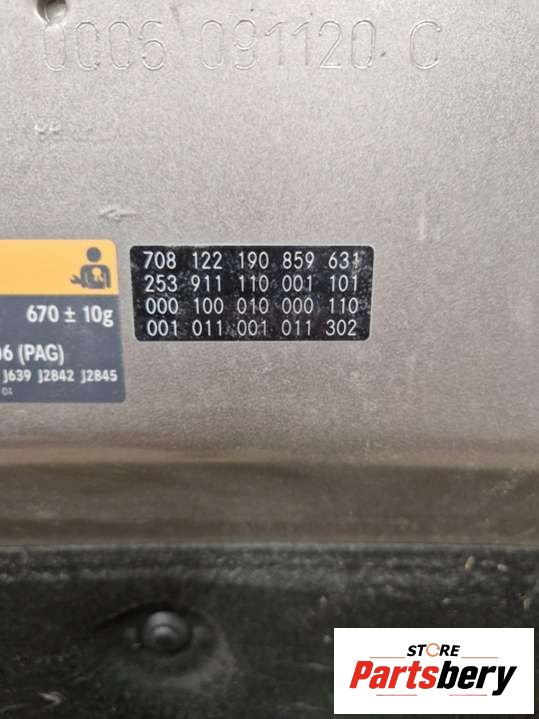 0006 091120 C
670 ± 10g
06 (PAG)
J639 J2842 J2845
708 122 190 859 631
253 911 110 001 101
000 100 010 000 110
001 011 001 011 302
STORE
Partsbery